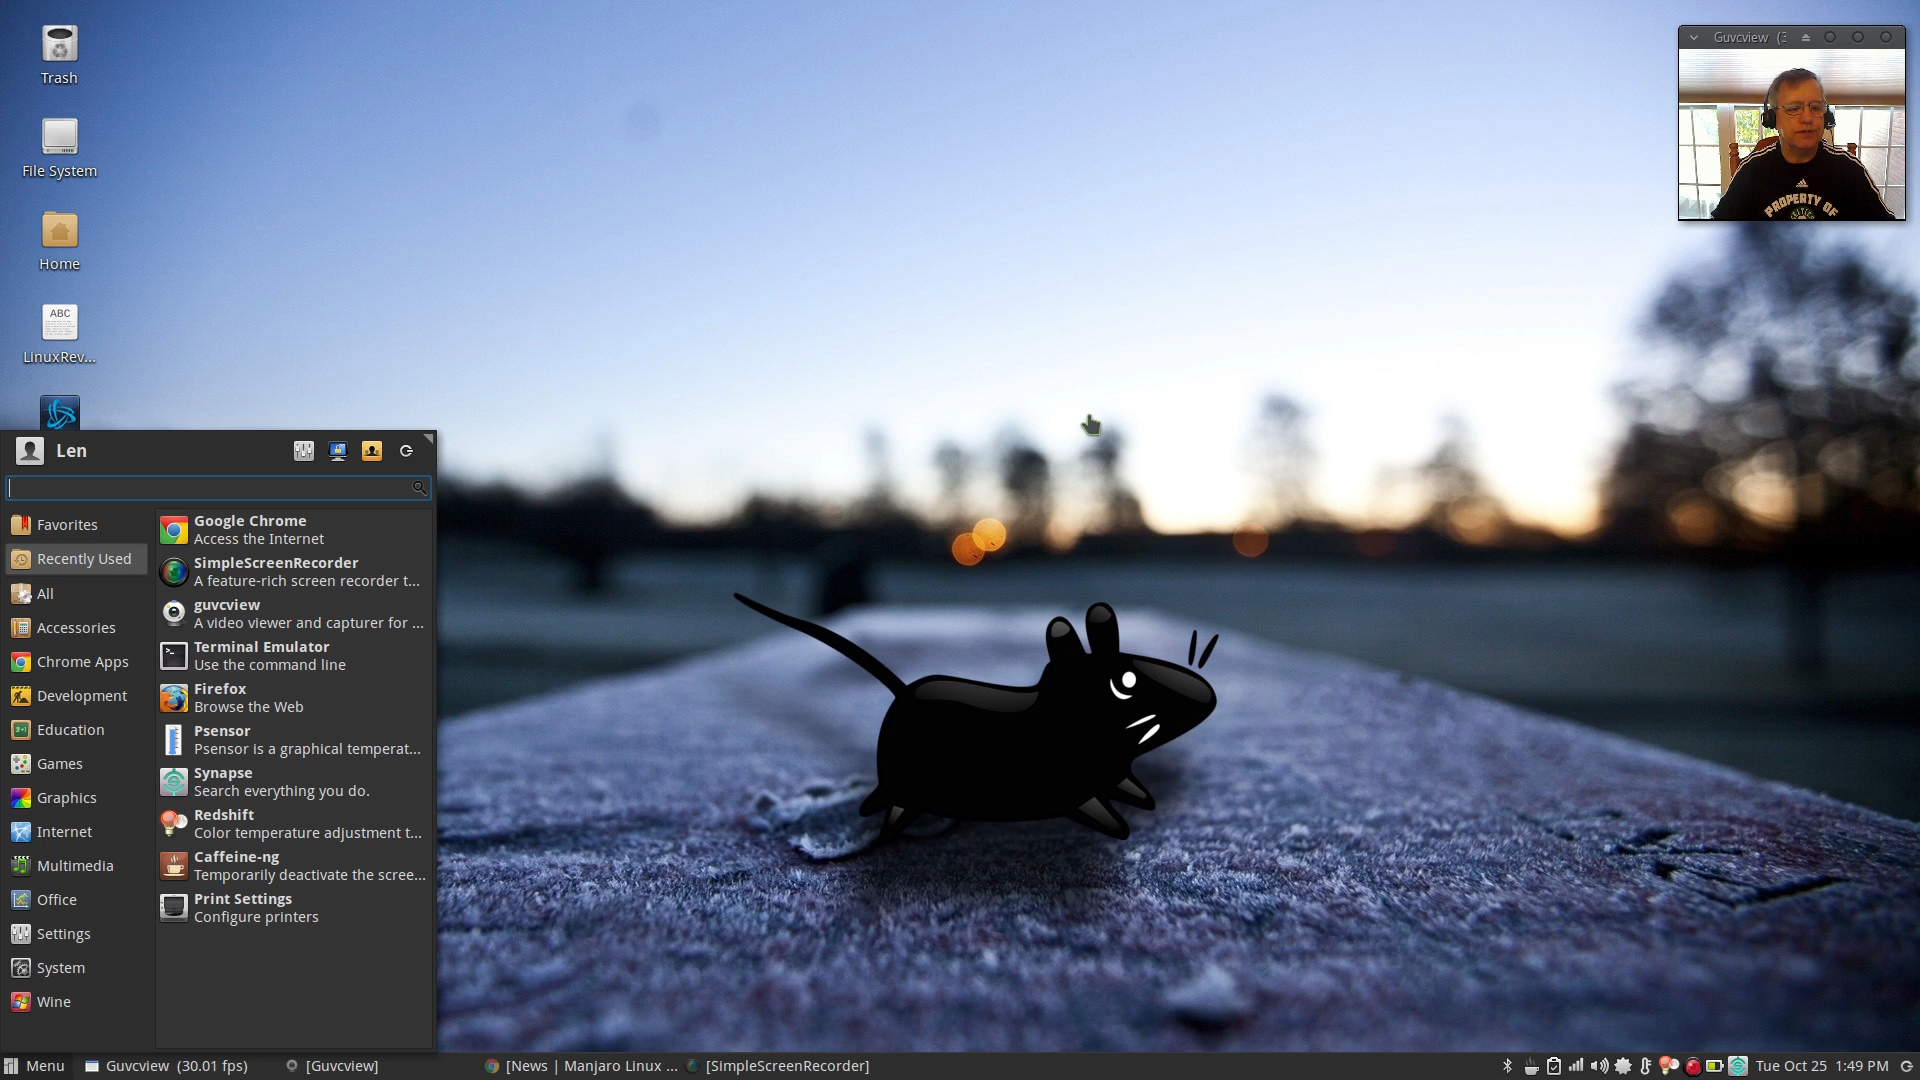 Trash
File System
Home
ABC
LinuxRev...
Guvcview (3
PROPERTY OF
Len
Favorites
Recently Used
All
Accessories
Chrome Apps
Development
Education
Games
Graphics
Internet
Multimedia
Office
Settings
System
Wine
Google Chrome
Access the Internet
SimpleScreenRecorder
A feature-rich screen recorder t...
guvcview
A video viewer and capturer for ...
Terminal Emulator
Use the command line
Firefox
Browse the Web
Psensor
Psensor is a graphical temperat...
Synapse
Search everything you do.
Redshift
Color temperature adjustment t...
Caffeine-ng
Temporarily deactivate the scree...
Print Settings
Configure printers
Menu
Guvcview (30.01 fps)
[Guvcview]
[News | Manjaro Linux ...
[SimpleScreenRecorder]
Tue Oct 25 1:49 PM